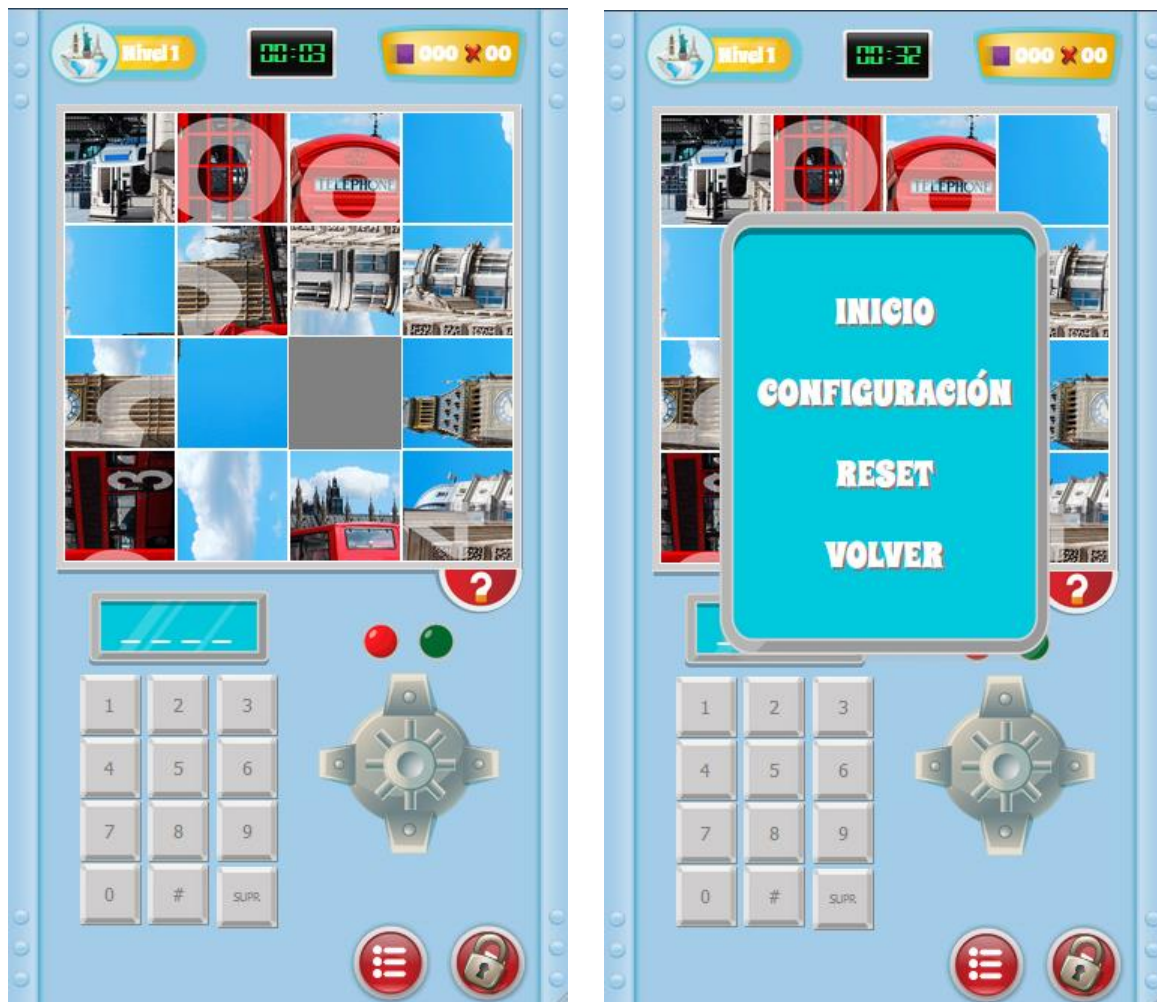 Nivel 1
00:03
000 ✖ 00
TELEPHONE
3
4
?
_ _ _ _
1 2 3
4 5 6
7 8 9
0 # SUPR
Nivel 1
00:32
000 ✖ 00
TELEPHONE
INICIO
CONFIGURACIÓN
RESET
VOLVER
?
1 2 3
4 5 6
7 8 9
0 # SUPR